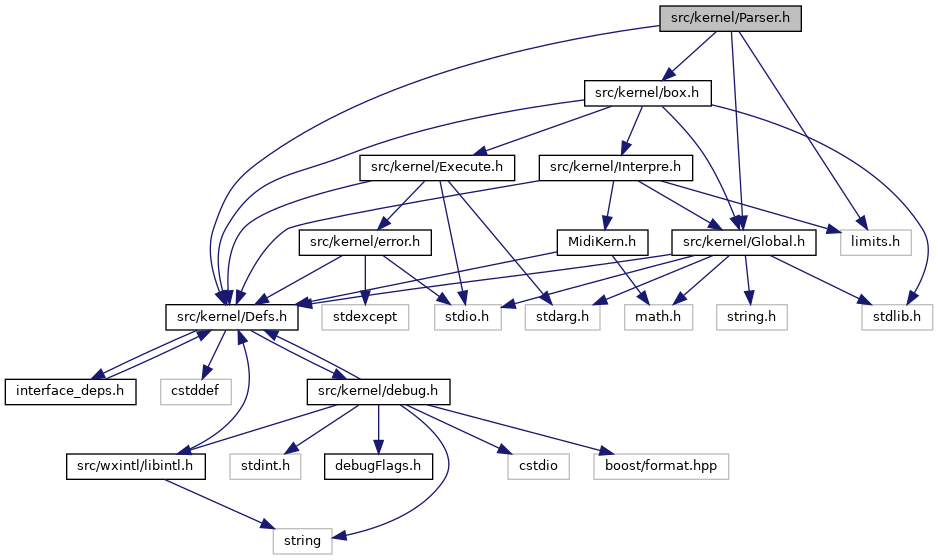 src/kernel/Parser.h
src/kernel/box.h
src/kernel/Execute.h
src/kernel/Interpre.h
src/kernel/error.h
MidiKern.h
src/kernel/Global.h
limits.h
src/kernel/Defs.h
stdexcept
stdio.h
stdarg.h
math.h
string.h
stdlib.h
interface_deps.h
cstddef
src/kernel/debug.h
src/wxintl/libintl.h
stdint.h
debugFlags.h
cstdio
boost/format.hpp
string